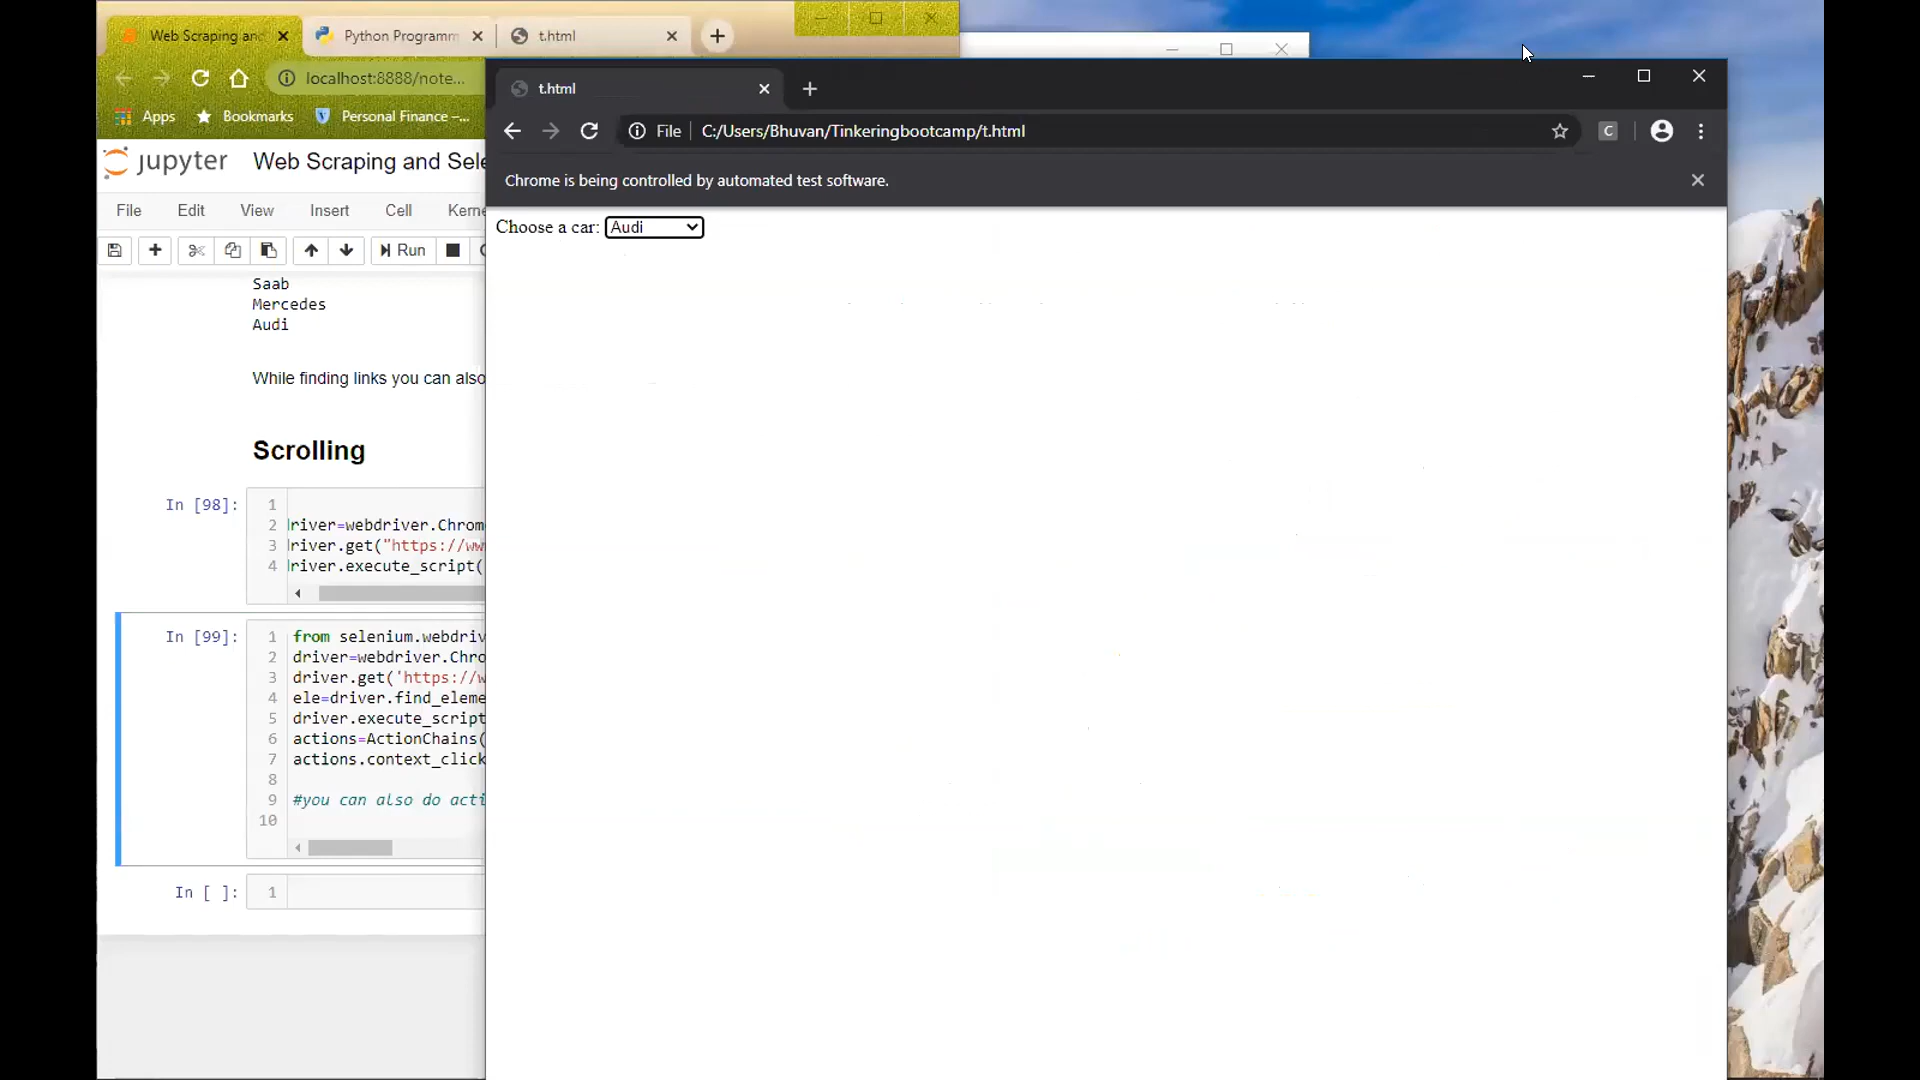 Web Scraping and
Python Programm
t.html
localhost:8888/note...
Apps
Bookmarks
Personal Finance –...
jupyter
Web Scraping and Sele
File
Edit
View
Insert
Cell
Kerne
Run
Saab
Mercedes
Audi
While finding links you can also
Scrolling
In [98]:
1
2 driver=webdriver.Chrom
3 driver.get("https://ww
4 driver.execute_script(
In [99]:
1 from selenium.webdriv
2 driver=webdriver.Chro
3 driver.get('https://w
4 ele=driver.find_eleme
5 driver.execute_script
6 actions=ActionChains(
7 actions.context_click
8
9 #you can also do acti
10
In [ ]:
1
t.html
File
C:/Users/Bhuvan/Tinkeringbootcamp/t.html
C
Chrome is being controlled by automated test software.
Choose a car: Audi